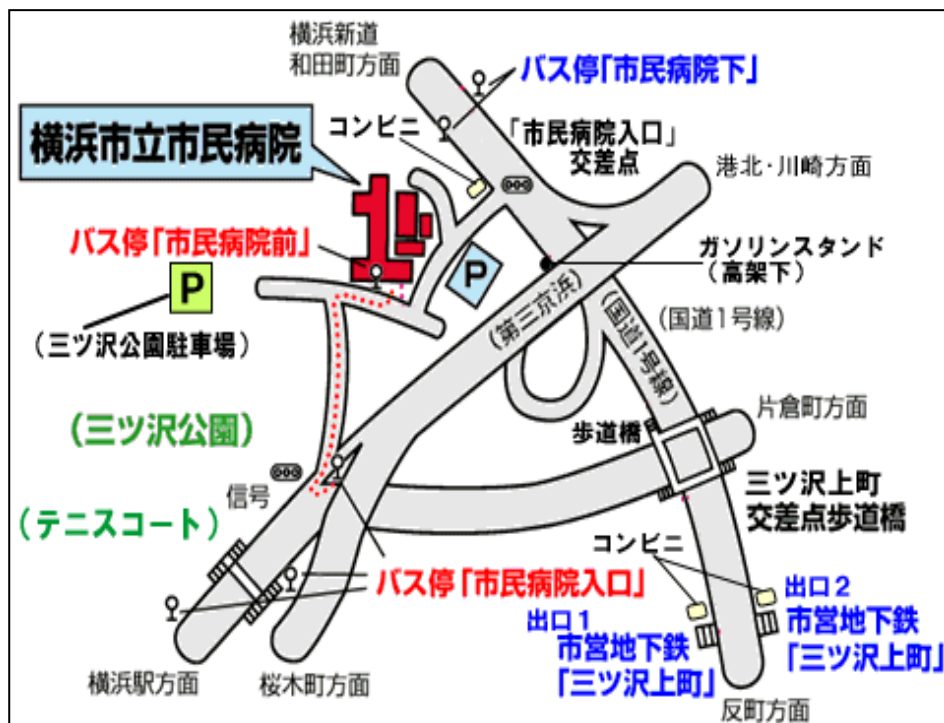 横浜新道
和田町方面
バス停「市民病院下」
コンビニ
「市民病院入口」
交差点
横浜市立市民病院
港北・川崎方面
バス停「市民病院前」
P
P
ガソリンスタンド
(高架下)
(三ツ沢公園駐車場)
(第三京浜)
(国道1号線)
(国道1号線)
片倉町方面
(三ツ沢公園)
歩道橋
信号
三ツ沢上町
交差点歩道橋
(テニスコート)
コンビニ
バス停「市民病院入口」
出口1
市営地下鉄
「三ツ沢上町」
出口2
市営地下鉄
「三ツ沢上町」
横浜駅方面
桜木町方面
反町方面